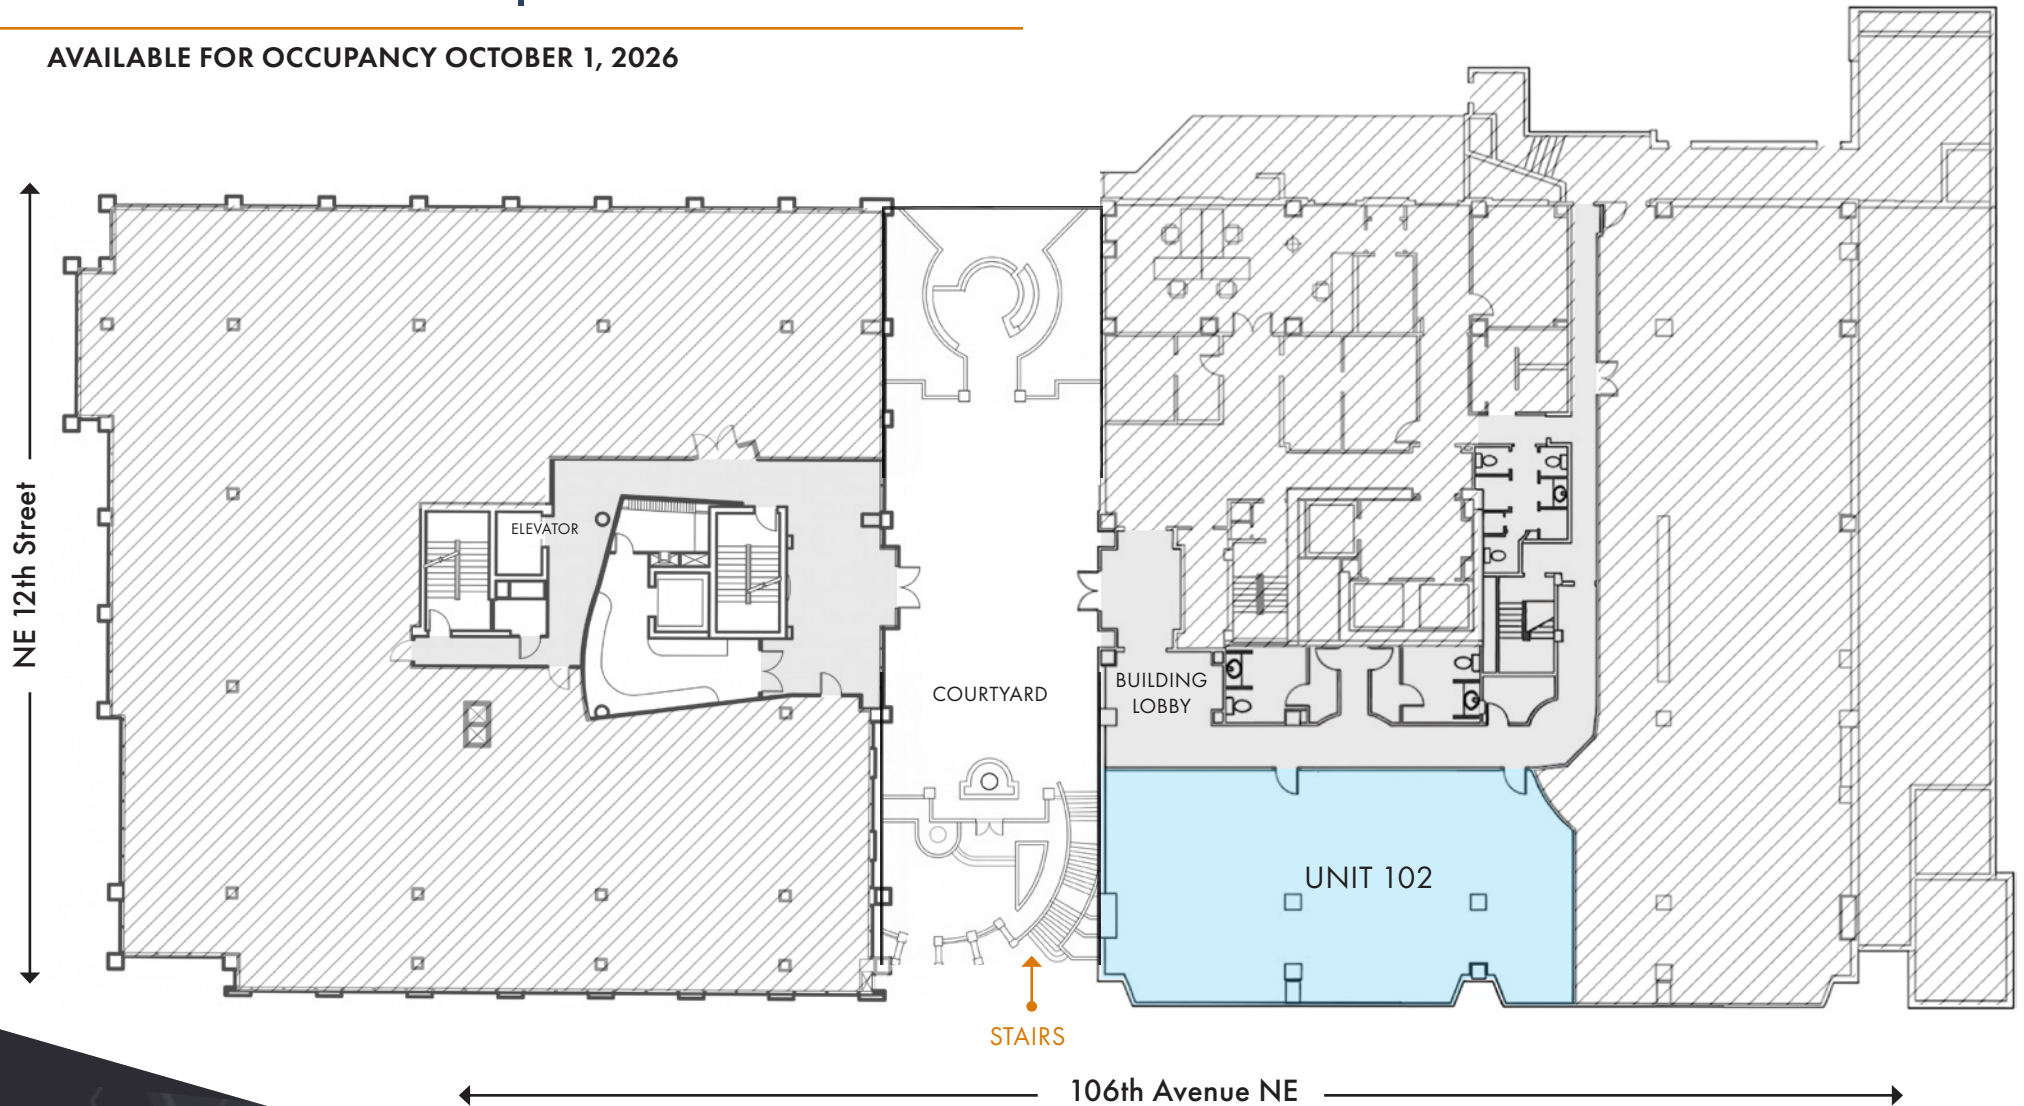 AVAILABLE FOR OCCUPANCY OCTOBER 1, 2026
NE 12th Street
ELEVATOR
COURTYARD
BUILDING
LOBBY
UNIT 102
STAIRS
106th Avenue NE